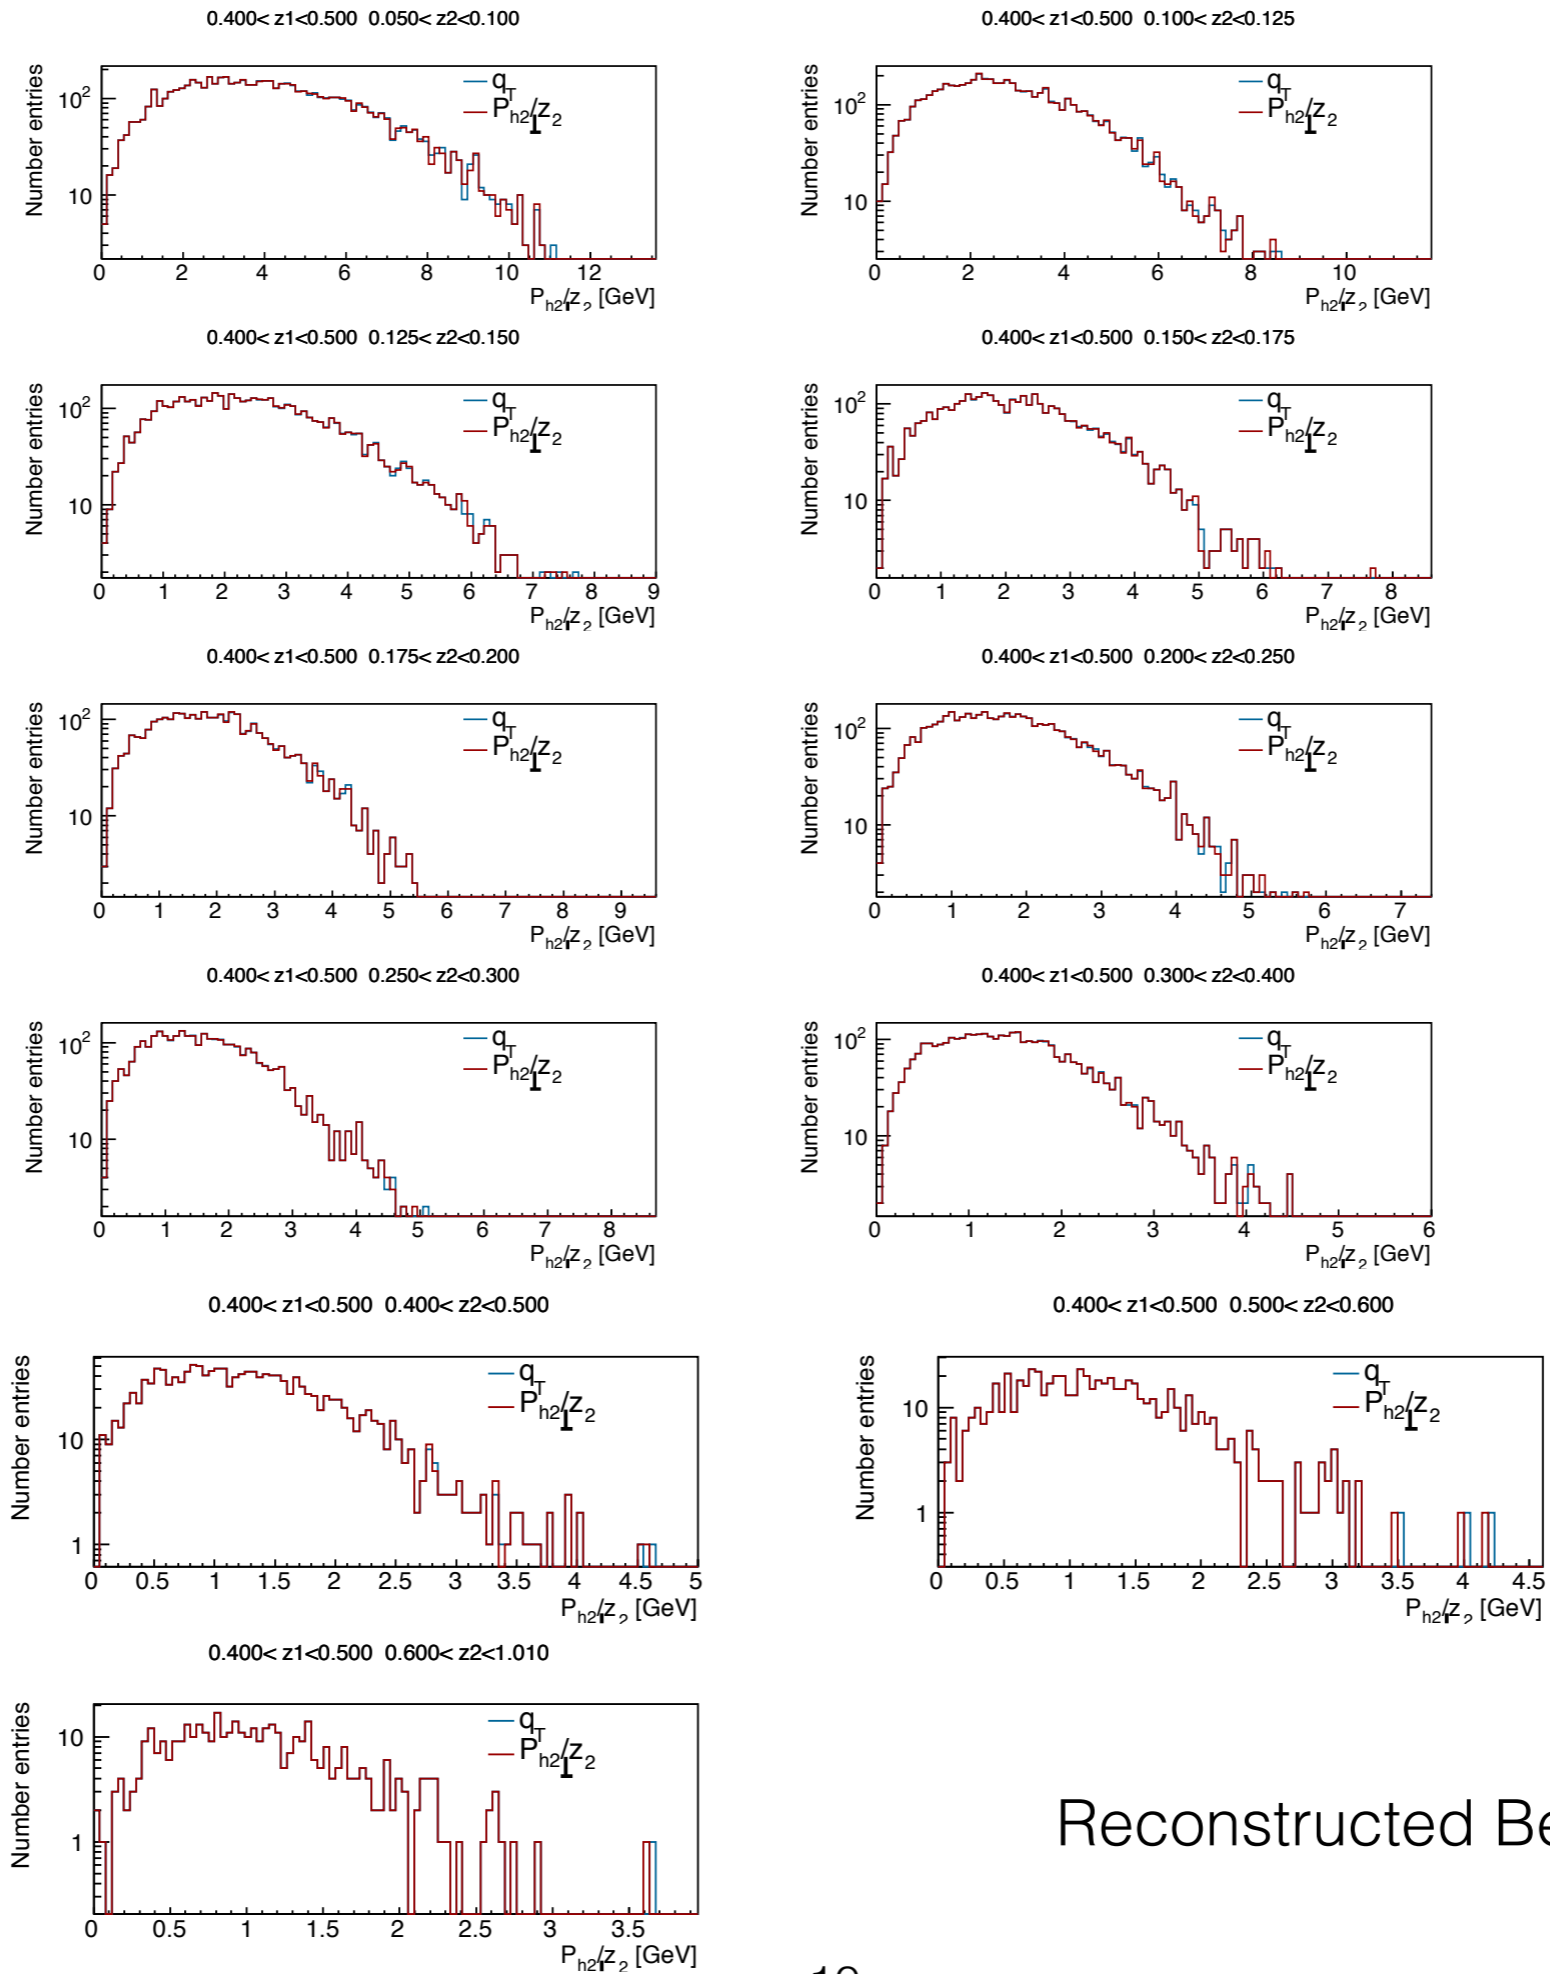 0.400< z1<0.500 0.050< z2<0.100
Number entries
10²
10
q_T
P_h2⊥/z_2
0 2 4 6 8 10 12
P_h2⊥/z_2 [GeV]
0.400< z1<0.500 0.100< z2<0.125
Number entries
10²
10
q_T
P_h2⊥/z_2
0 2 4 6 8 10
P_h2⊥/z_2 [GeV]
0.400< z1<0.500 0.125< z2<0.150
Number entries
10²
10
q_T
P_h2⊥/z_2
0 1 2 3 4 5 6 7 8 9
P_h2⊥/z_2 [GeV]
0.400< z1<0.500 0.150< z2<0.175
Number entries
10²
10
q_T
P_h2⊥/z_2
0 1 2 3 4 5 6 7 8
P_h2⊥/z_2 [GeV]
0.400< z1<0.500 0.175< z2<0.200
Number entries
10²
10
q_T
P_h2⊥/z_2
0 1 2 3 4 5 6 7 8 9
P_h2⊥/z_2 [GeV]
0.400< z1<0.500 0.200< z2<0.250
Number entries
10²
10
q_T
P_h2⊥/z_2
0 1 2 3 4 5 6 7
P_h2⊥/z_2 [GeV]
0.400< z1<0.500 0.250< z2<0.300
Number entries
10²
10
q_T
P_h2⊥/z_2
0 1 2 3 4 5 6 7 8
P_h2⊥/z_2 [GeV]
0.400< z1<0.500 0.300< z2<0.400
Number entries
10²
10
q_T
P_h2⊥/z_2
0 1 2 3 4 5 6
P_h2⊥/z_2 [GeV]
0.400< z1<0.500 0.400< z2<0.500
Number entries
10
1
q_T
P_h2⊥/z_2
0 0.5 1 1.5 2 2.5 3 3.5 4 4.5 5
P_h2⊥/z_2 [GeV]
0.400< z1<0.500 0.500< z2<0.600
Number entries
10
1
q_T
P_h2⊥/z_2
0 0.5 1 1.5 2 2.5 3 3.5 4 4.5
P_h2⊥/z_2 [GeV]
0.400< z1<0.500 0.600< z2<1.010
Number entries
10
1
q_T
P_h2⊥/z_2
0 0.5 1 1.5 2 2.5 3 3.5
P_h2⊥/z_2 [GeV]
Reconstructed